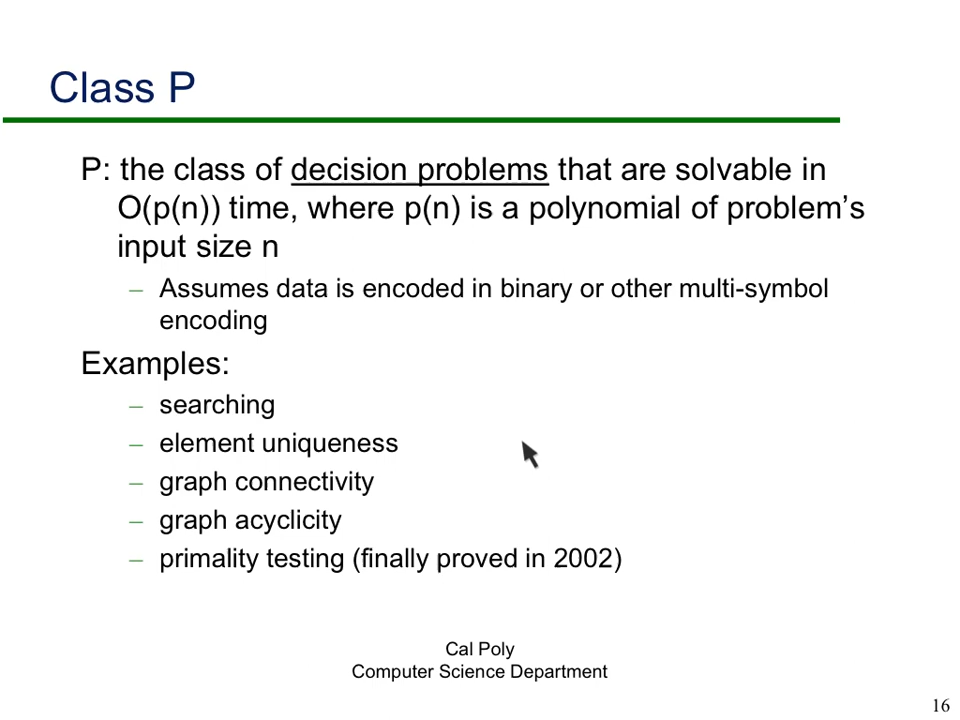 Class P
P: the class of decision problems that are solvable in
O(p(n)) time, where p(n) is a polynomial of problem’s
input size n
– Assumes data is encoded in binary or other multi-symbol
encoding
Examples:
– searching
– element uniqueness
– graph connectivity
– graph acyclicity
– primality testing (finally proved in 2002)
Cal Poly
Computer Science Department
16